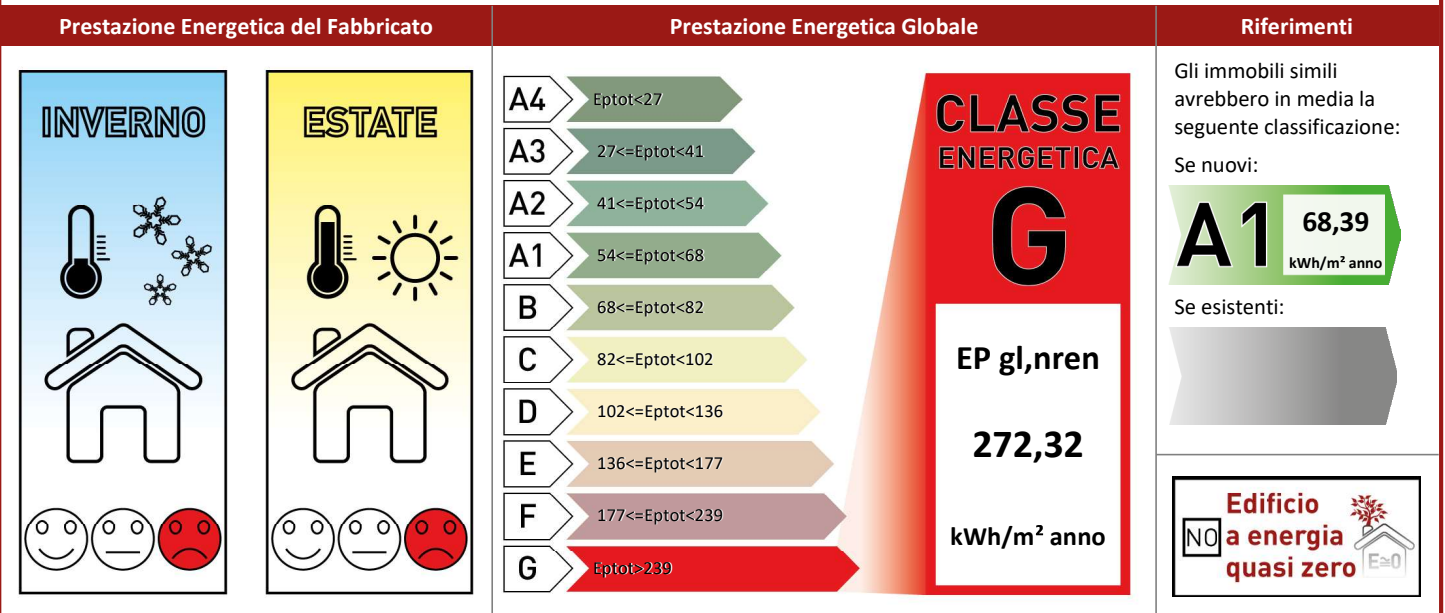 Prestazione Energetica del Fabbricato
Prestazione Energetica Globale
Riferimenti
INVERNO
ESTATE
A4 Eptot<27
A3 27<=Eptot<41
A2 41<=Eptot<54
A1 54<=Eptot<68
B 68<=Eptot<82
C 82<=Eptot<102
D 102<=Eptot<136
E 136<=Eptot<177
F 177<=Eptot<239
G Eptot>239
CLASSE
ENERGETICA
G
EP gl,nren
272,32
kWh/m² anno
Gli immobili simili
avrebbero in media la
seguente classificazione:
Se nuovi:
A1 68,39
kWh/m² anno
Se esistenti:
Edificio
NO a energia
quasi zero E≅0